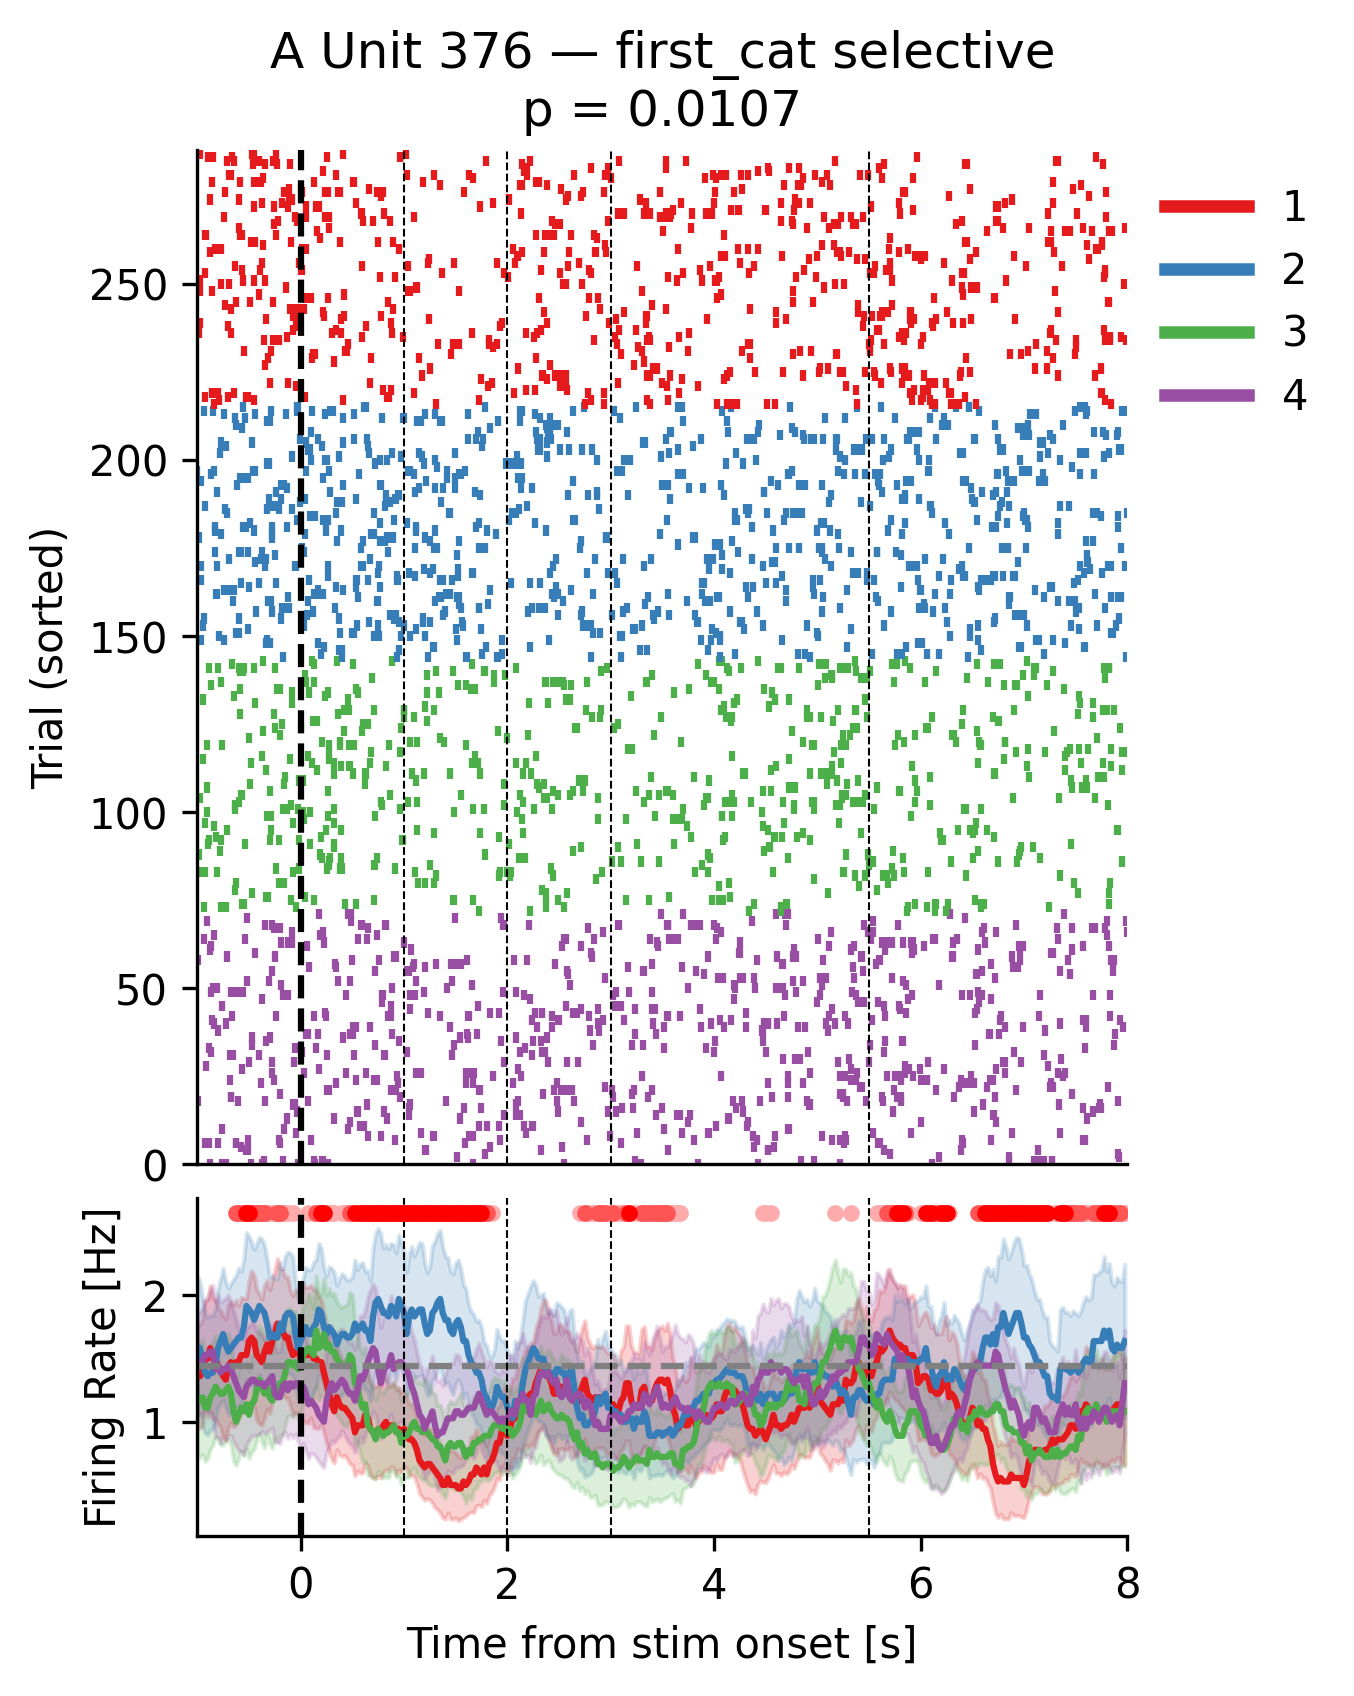 A Unit 376 — first_cat selective
p = 0.0107
1
2
3
4
Trial (sorted)
250
200
150
100
50
0
Firing Rate [Hz]
2
1
0 2 4 6 8
Time from stim onset [s]